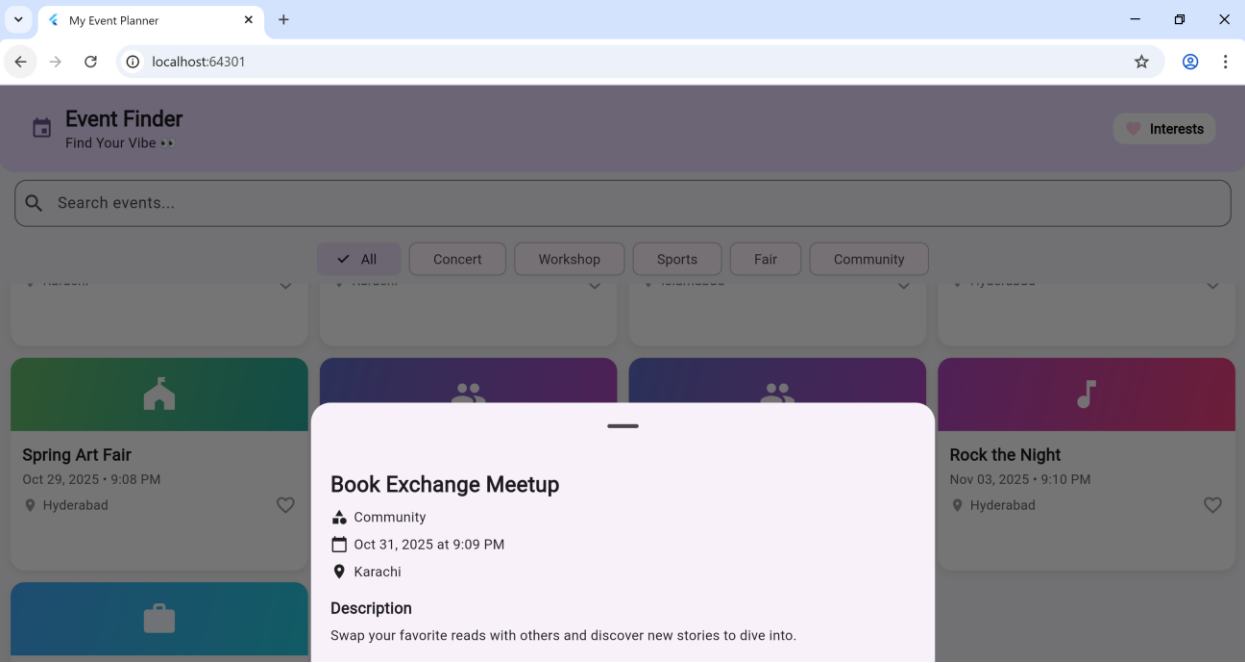 My Event Planner
localhost:64301
Event Finder
Find Your Vibe 👀
Interests
Search events...
All
Concert
Workshop
Sports
Fair
Community
Spring Art Fair
Oct 29, 2025 • 9:08 PM
Hyderabad
Rock the Night
Nov 03, 2025 • 9:10 PM
Hyderabad
Book Exchange Meetup
Community
Oct 31, 2025 at 9:09 PM
Karachi
Description
Swap your favorite reads with others and discover new stories to dive into.